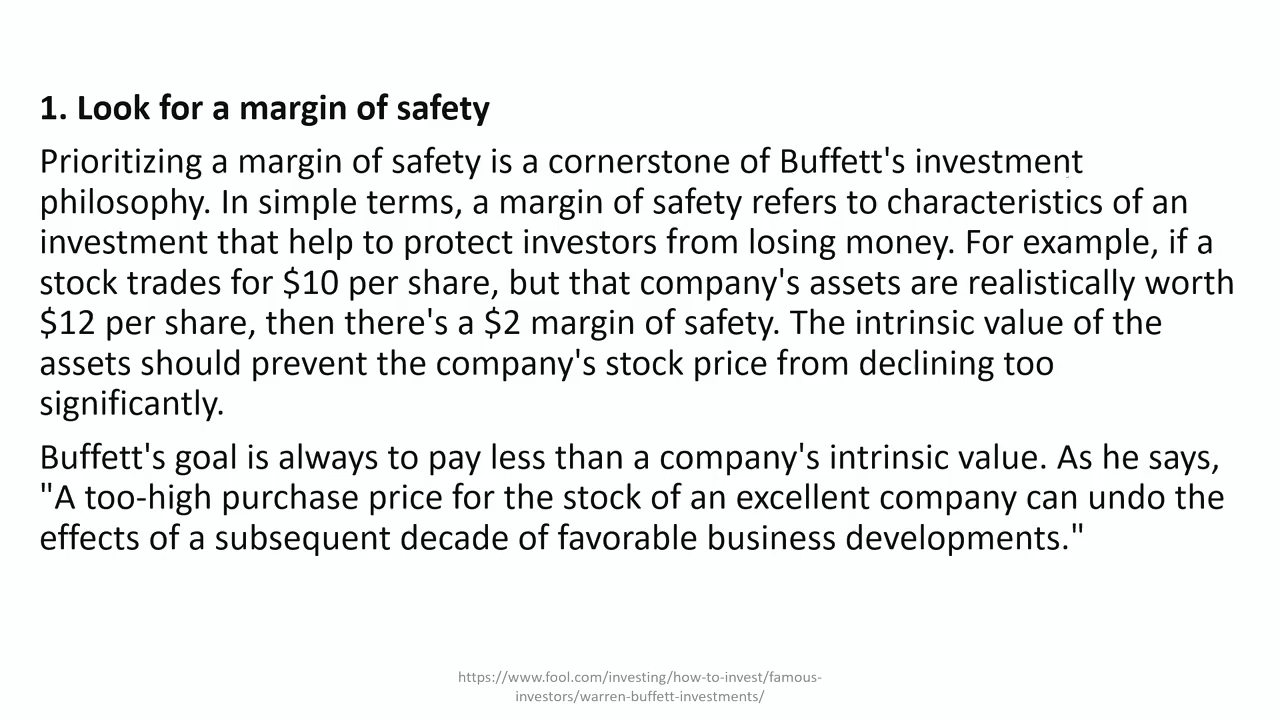 1. Look for a margin of safety
Prioritizing a margin of safety is a cornerstone of Buffett's investment
philosophy. In simple terms, a margin of safety refers to characteristics of an
investment that help to protect investors from losing money. For example, if a
stock trades for $10 per share, but that company's assets are realistically worth
$12 per share, then there's a $2 margin of safety. The intrinsic value of the
assets should prevent the company's stock price from declining too
significantly.
Buffett's goal is always to pay less than a company's intrinsic value. As he says,
"A too-high purchase price for the stock of an excellent company can undo the
effects of a subsequent decade of favorable business developments."
https://www.fool.com/investing/how-to-invest/famous-
investors/warren-buffett-investments/